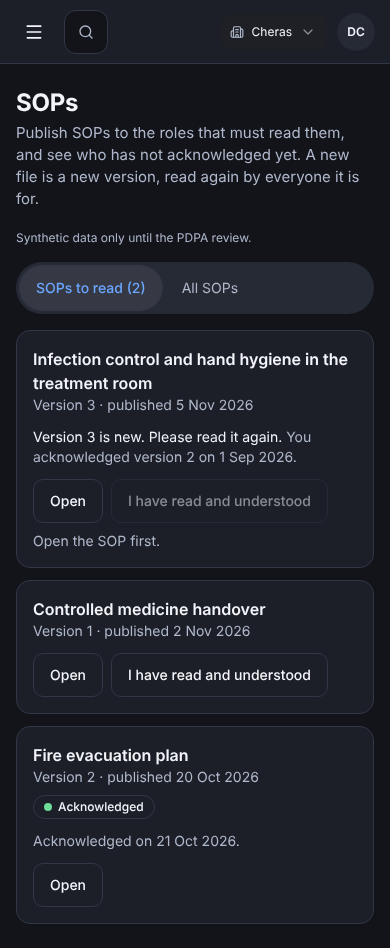 Cheras
DC
SOPs
Publish SOPs to the roles that must read them,
and see who has not acknowledged yet. A new
file is a new version, read again by everyone it is
for.
Synthetic data only until the PDPA review.
SOPs to read (2)
All SOPs
Infection control and hand hygiene in the
treatment room
Version 3 · published 5 Nov 2026
Version 3 is new. Please read it again. You
acknowledged version 2 on 1 Sep 2026.
Open
I have read and understood
Open the SOP first.
Controlled medicine handover
Version 1 · published 2 Nov 2026
Open
I have read and understood
Fire evacuation plan
Version 2 · published 20 Oct 2026
Acknowledged
Acknowledged on 21 Oct 2026.
Open